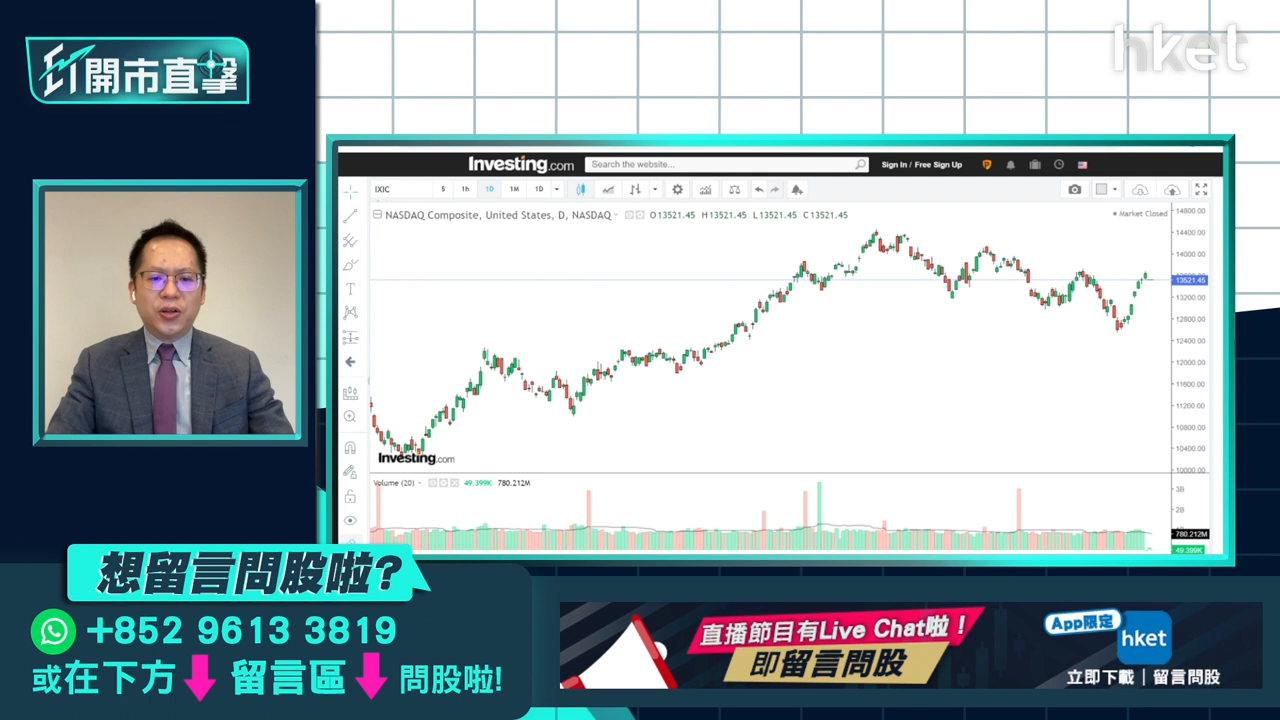 ET開市直擊
hket
Investing.com
Search the website...
Sign In / Free Sign Up
IXIC
5
1h
1D
1M
1D
NASDAQ Composite, United States, D, NASDAQ
O13521.45 H13521.45 L13521.45 C13521.45
Market Closed
14800.00
14400.00
14000.00
13521.45
13200.00
12800.00
12400.00
12000.00
11600.00
11200.00
10800.00
10400.00
10000.00
Investing.com
Volume (20)
49.399K
780.212M
3B
2B
780.212M
49.399K
想留言問股啦?
+852 9613 3819
或在下方 留言區 問股啦!
直播節目有Live Chat啦!
即留言問股
App限定
hket
立即下載|留言問股